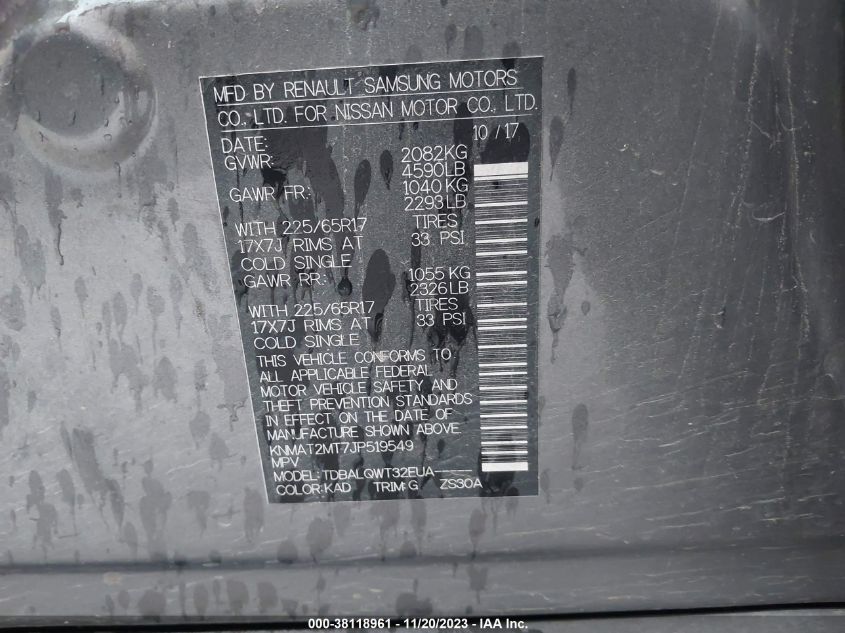 MFD BY RENAULT SAMSUNG MOTORS
CO., LTD. FOR NISSAN MOTOR CO., LTD.
DATE: 10 / 17
GVWR: 2082KG
4590LB
GAWR FR: 1040KG
2293LB
WITH 225/65R17 TIRES
17X7J RIMS AT 33 PSI
COLD SINGLE
GAWR RR: 1055KG
2326LB
WITH 225/65R17 TIRES
17X7J RIMS AT 33 PSI
COLD SINGLE
THIS VEHICLE CONFORMS TO
ALL APPLICABLE FEDERAL
MOTOR VEHICLE SAFETY AND
THEFT PREVENTION STANDARDS
IN EFFECT ON THE DATE OF
MANUFACTURE SHOWN ABOVE.
KNMAT2MT7JP519549
MPV
MODEL: TDBALQWT32EUA-----
COLOR: KAD TRIM: G ZS30A
000-38118961 - 11/20/2023 - IAA Inc.